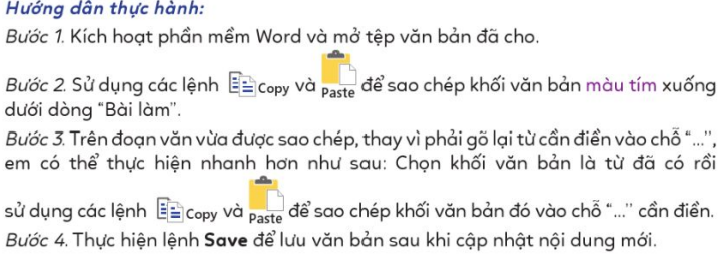 Hướng dẫn thực hành:
Bước 1. Kích hoạt phần mềm Word và mở tệp văn bản đã cho.
Bước 2. Sử dụng các lệnh Copy và Paste để sao chép khối văn bản màu tím xuống
dưới dòng “Bài làm”.
Bước 3. Trên đoạn văn vừa được sao chép, thay vì phải gõ lại từ cần điền vào chỗ “...”,
em có thể thực hiện nhanh hơn như sau: Chọn khối văn bản là từ đã có rồi
sử dụng các lệnh Copy và Paste để sao chép khối văn bản đó vào chỗ “...” cần điền.
Bước 4. Thực hiện lệnh Save để lưu văn bản sau khi cập nhật nội dung mới.